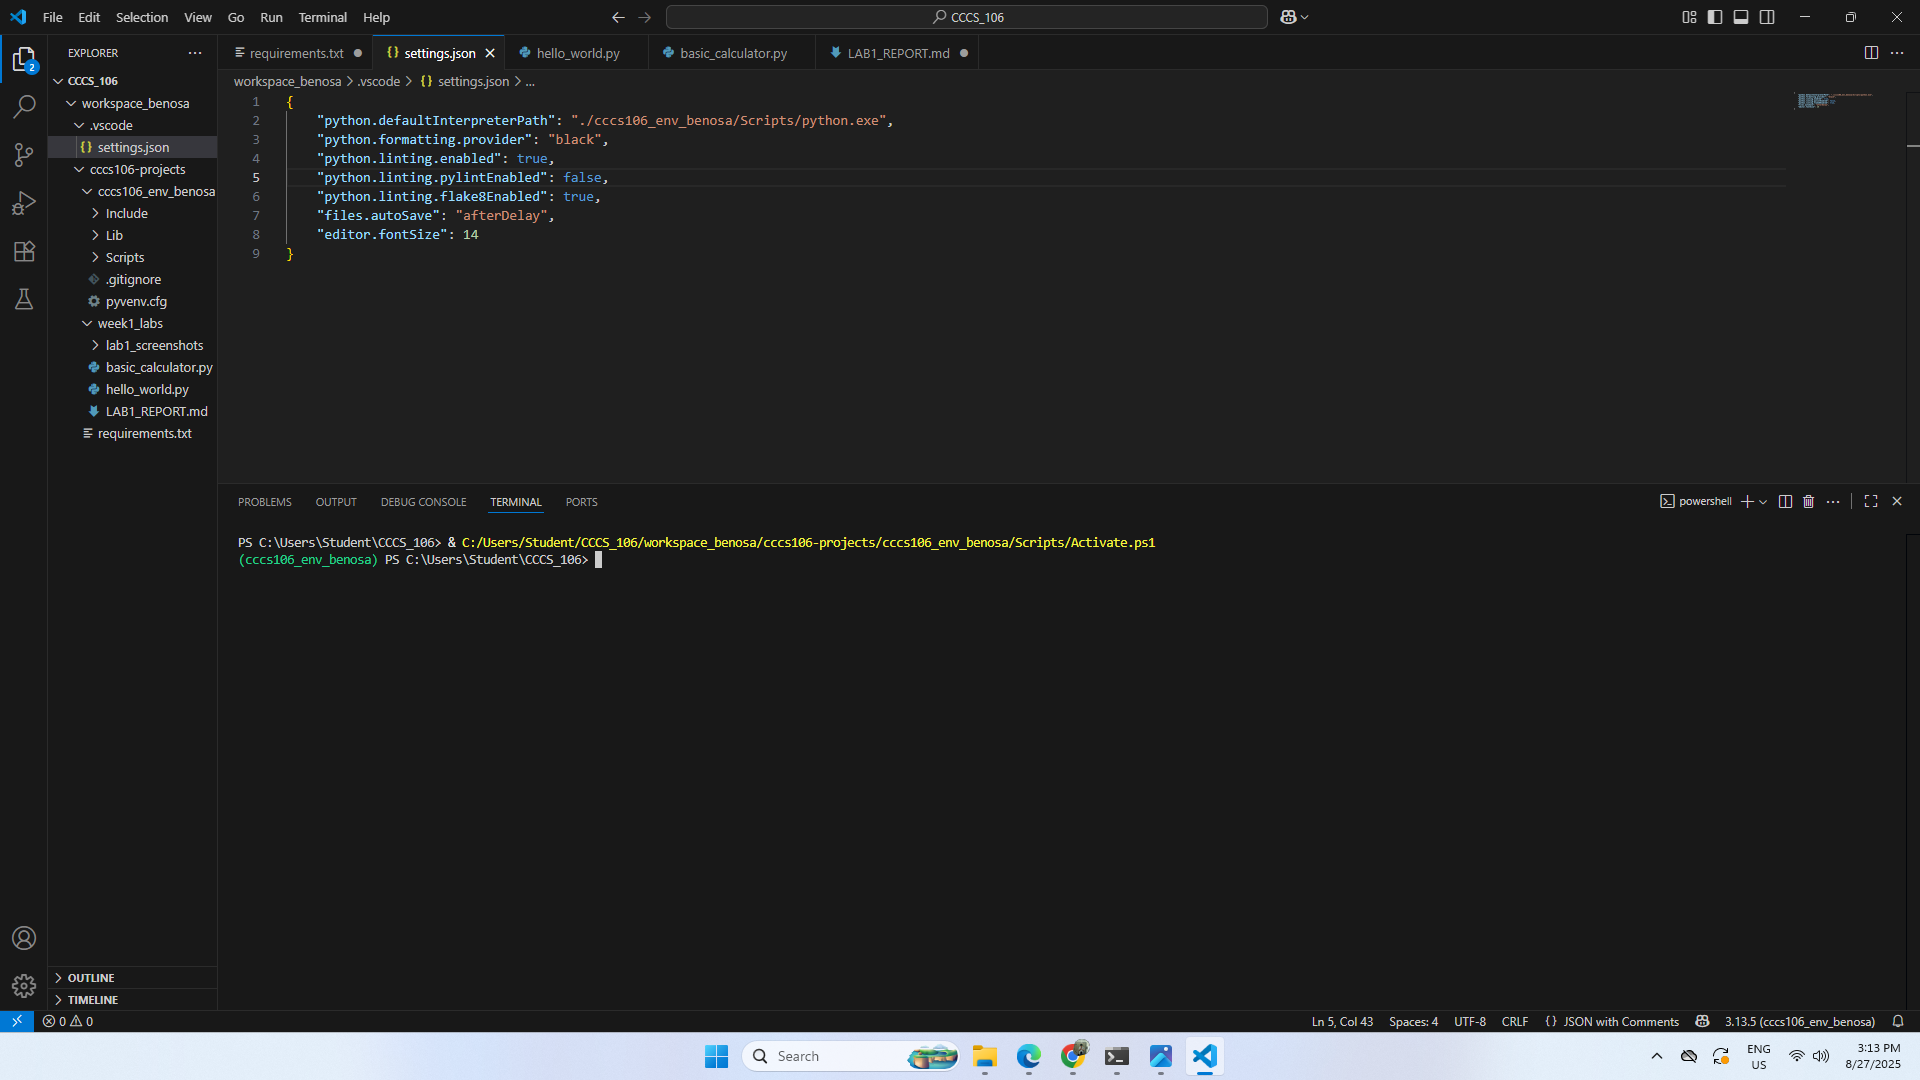 File Edit Selection View Go Run Terminal Help
CCCS_106
EXPLORER
requirements.txt
settings.json
hello_world.py
basic_calculator.py
LAB1_REPORT.md
2
CCCS_106
workspace_benosa
.vscode
settings.json
cccs106-projects
cccs106_env_benosa
Include
Lib
Scripts
.gitignore
pyvenv.cfg
week1_labs
lab1_screenshots
basic_calculator.py
hello_world.py
LAB1_REPORT.md
requirements.txt
OUTLINE
TIMELINE
workspace_benosa > .vscode > {} settings.json > ...
1 {
2 "python.defaultInterpreterPath": "./cccs106_env_benosa/Scripts/python.exe",
3 "python.formatting.provider": "black",
4 "python.linting.enabled": true,
5 "python.linting.pylintEnabled": false,
6 "python.linting.flake8Enabled": true,
7 "files.autoSave": "afterDelay",
8 "editor.fontSize": 14
9 }
PROBLEMS OUTPUT DEBUG CONSOLE TERMINAL PORTS
powershell
PS C:\Users\Student\CCCS_106> & C:/Users/Student/CCCS_106/workspace_benosa/cccs106-projects/cccs106_env_benosa/Scripts/Activate.ps1
(cccs106_env_benosa) PS C:\Users\Student\CCCS_106>
0 0
Ln 5, Col 43 Spaces: 4 UTF-8 CRLF {} JSON with Comments 3.13.5 (cccs106_env_benosa)
Search
ENG
US
3:13 PM
8/27/2025